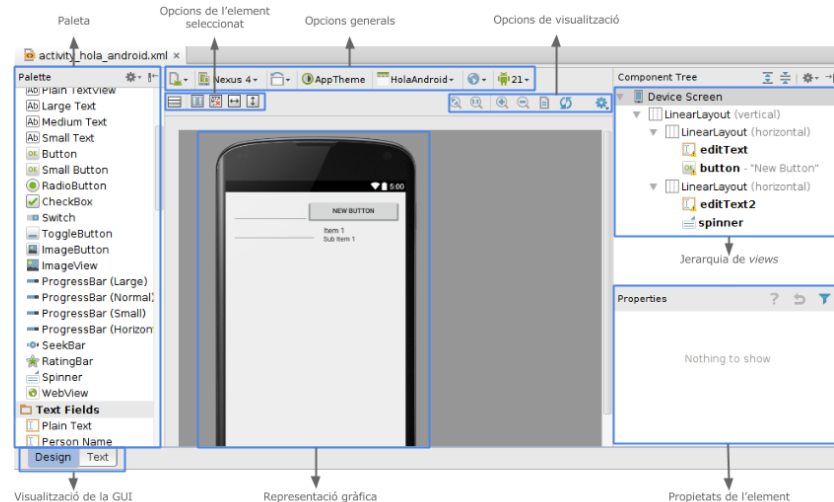 Paleta
Opcions de l'element
seleccionat
Opcions generals
Opcions de visualització
activity_hola_android.xml ×
Palette
Nexus 4
AppTheme
HolaAndroid
21
Component Tree
Plain TextView
Large Text
Medium Text
Small Text
Button
Small Button
RadioButton
CheckBox
Switch
ToggleButton
ImageButton
ImageView
ProgressBar (Large)
ProgressBar (Normal)
ProgressBar (Small)
ProgressBar (Horizon
SeekBar
RatingBar
Spinner
WebView
Text Fields
Plain Text
Person Name
Design
Text
5:00
NEW BUTTON
Item 1
Sub Item 1
Device Screen
LinearLayout (vertical)
LinearLayout (horizontal)
editText
button - "New Button"
LinearLayout (horizontal)
editText2
spinner
Jerarquia de views
Properties
?
Nothing to show
Visualització de la GUI
Representació gràfica
Propietats de l'element